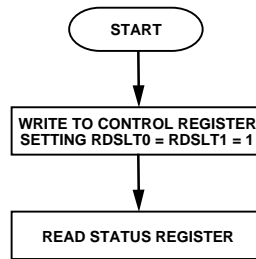 START
WRITE TO CONTROL REGISTER
SETTING RDSLT0 = RDSLT1 = 1
READ STATUS REGISTER